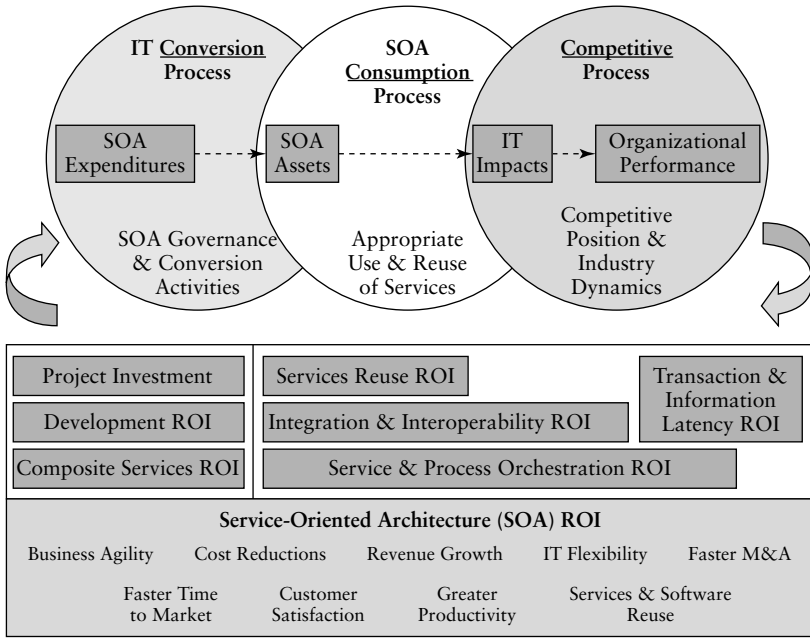 IT Conversion
Process
SOA
Consumption
Process
Competitive
Process
SOA
Expenditures
SOA
Assets
IT
Impacts
Organizational
Performance
SOA Governance
& Conversion
Activities
Appropriate
Use & Reuse
of Services
Competitive
Position &
Industry
Dynamics
Project Investment
Development ROI
Composite Services ROI
Services Reuse ROI
Integration & Interoperability ROI
Service & Process Orchestration ROI
Transaction &
Information
Latency ROI
Service-Oriented Architecture (SOA) ROI
Business Agility
Cost Reductions
Revenue Growth
IT Flexibility
Faster M&A
Faster Time
to Market
Customer
Satisfaction
Greater
Productivity
Services & Software
Reuse